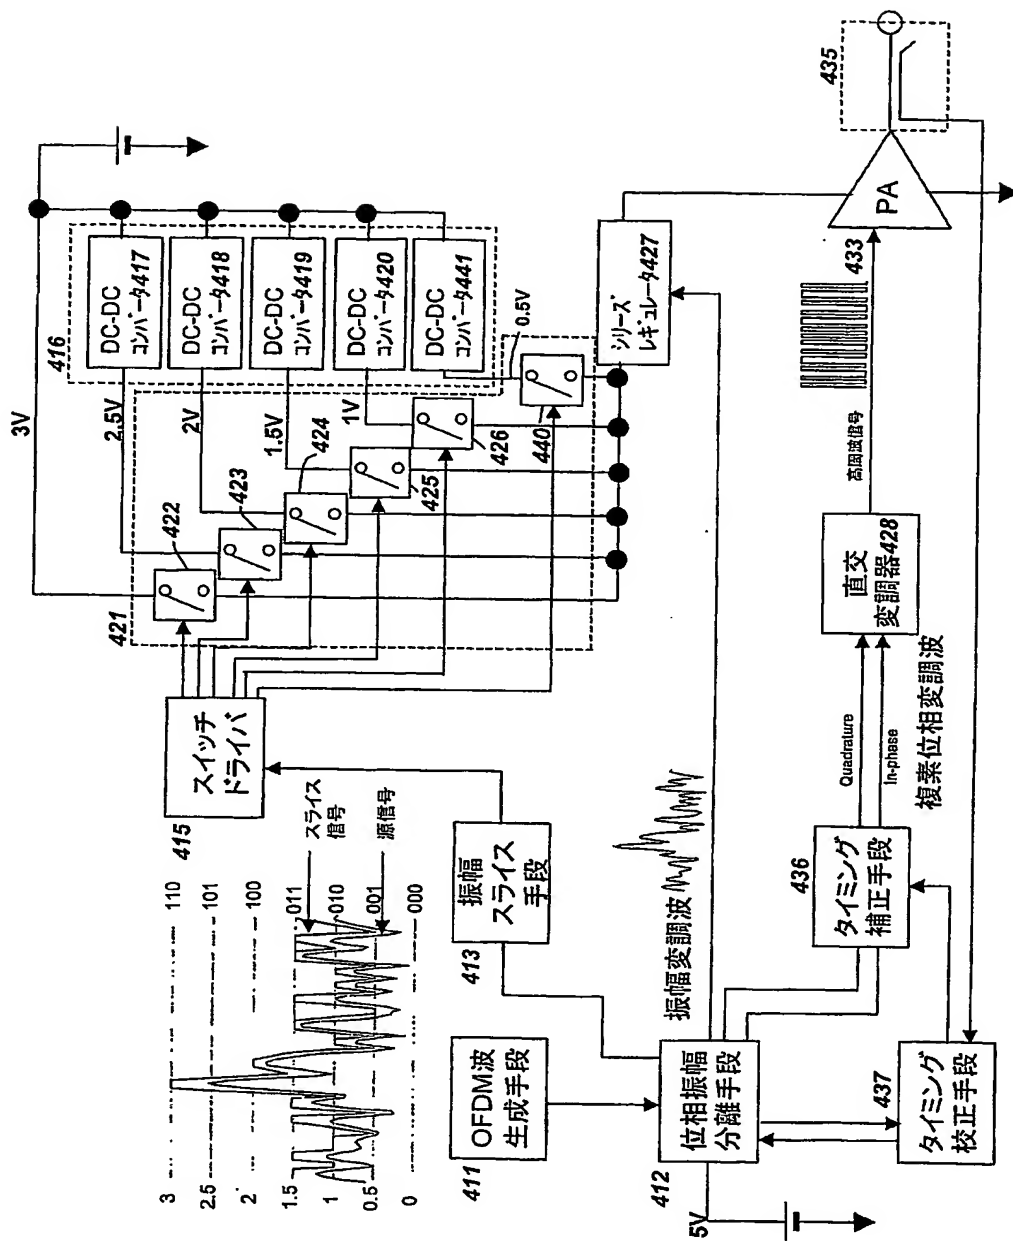 3
2.5
2
1.5
1
0.5
0
110
101
100
011
010
001
000
スライス
信号
源信号
415
スイッチ
ドライバ
421
422
423
424
425
426
440
3V
2.5V
2V
1.5V
1V
0.5V
416
DC-DC
コンバータ417
DC-DC
コンバータ418
DC-DC
コンバータ419
DC-DC
コンバータ420
DC-DC
コンバータ441
411
OFDM波
生成手段
413
振幅
スライス
手段
412
位相振幅
分離手段
5V
振幅変調波
シリーズ
レギュレータ427
437
タイミング
校正手段
436
タイミング
補正手段
Quadrature
In-phase
複素位相変調波
直交
変調器428
高周波信号
433
PA
435